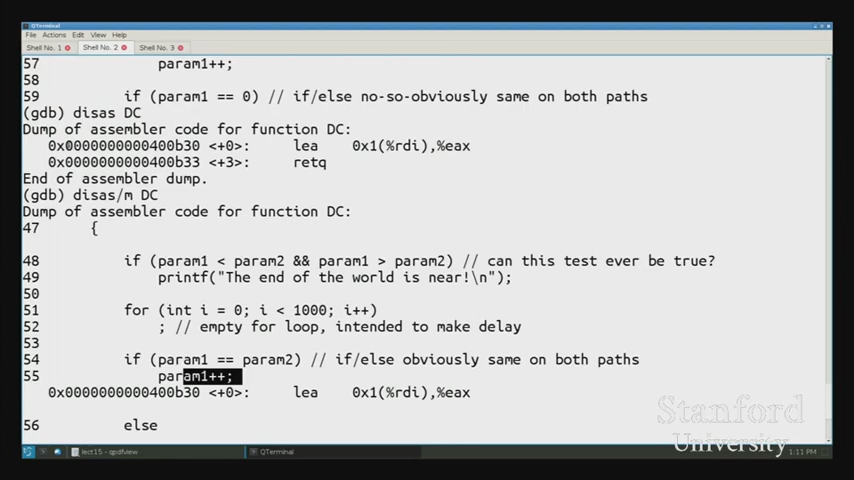 QTerminal
File Actions Edit View Help
Shell No. 1 Shell No. 2 Shell No. 3
57 param1++;
58
59 if (param1 == 0) // if/else no-so-obviously same on both paths
(gdb) disas DC
Dump of assembler code for function DC:
0x0000000000400b30 <+0>: lea 0x1(%rdi),%eax
0x0000000000400b33 <+3>: retq
End of assembler dump.
(gdb) disas/m DC
Dump of assembler code for function DC:
47 {
48 if (param1 < param2 && param1 > param2) // can this test ever be true?
49 printf("The end of the world is near!\n");
50
51 for (int i = 0; i < 1000; i++)
52 ; // empty for loop, intended to make delay
53
54 if (param1 == param2) // if/else obviously same on both paths
55 param1++;
0x0000000000400b30 <+0>: lea 0x1(%rdi),%eax
56 else
Stanford
University
lect15 - qpdfview QTerminal 1:11 PM